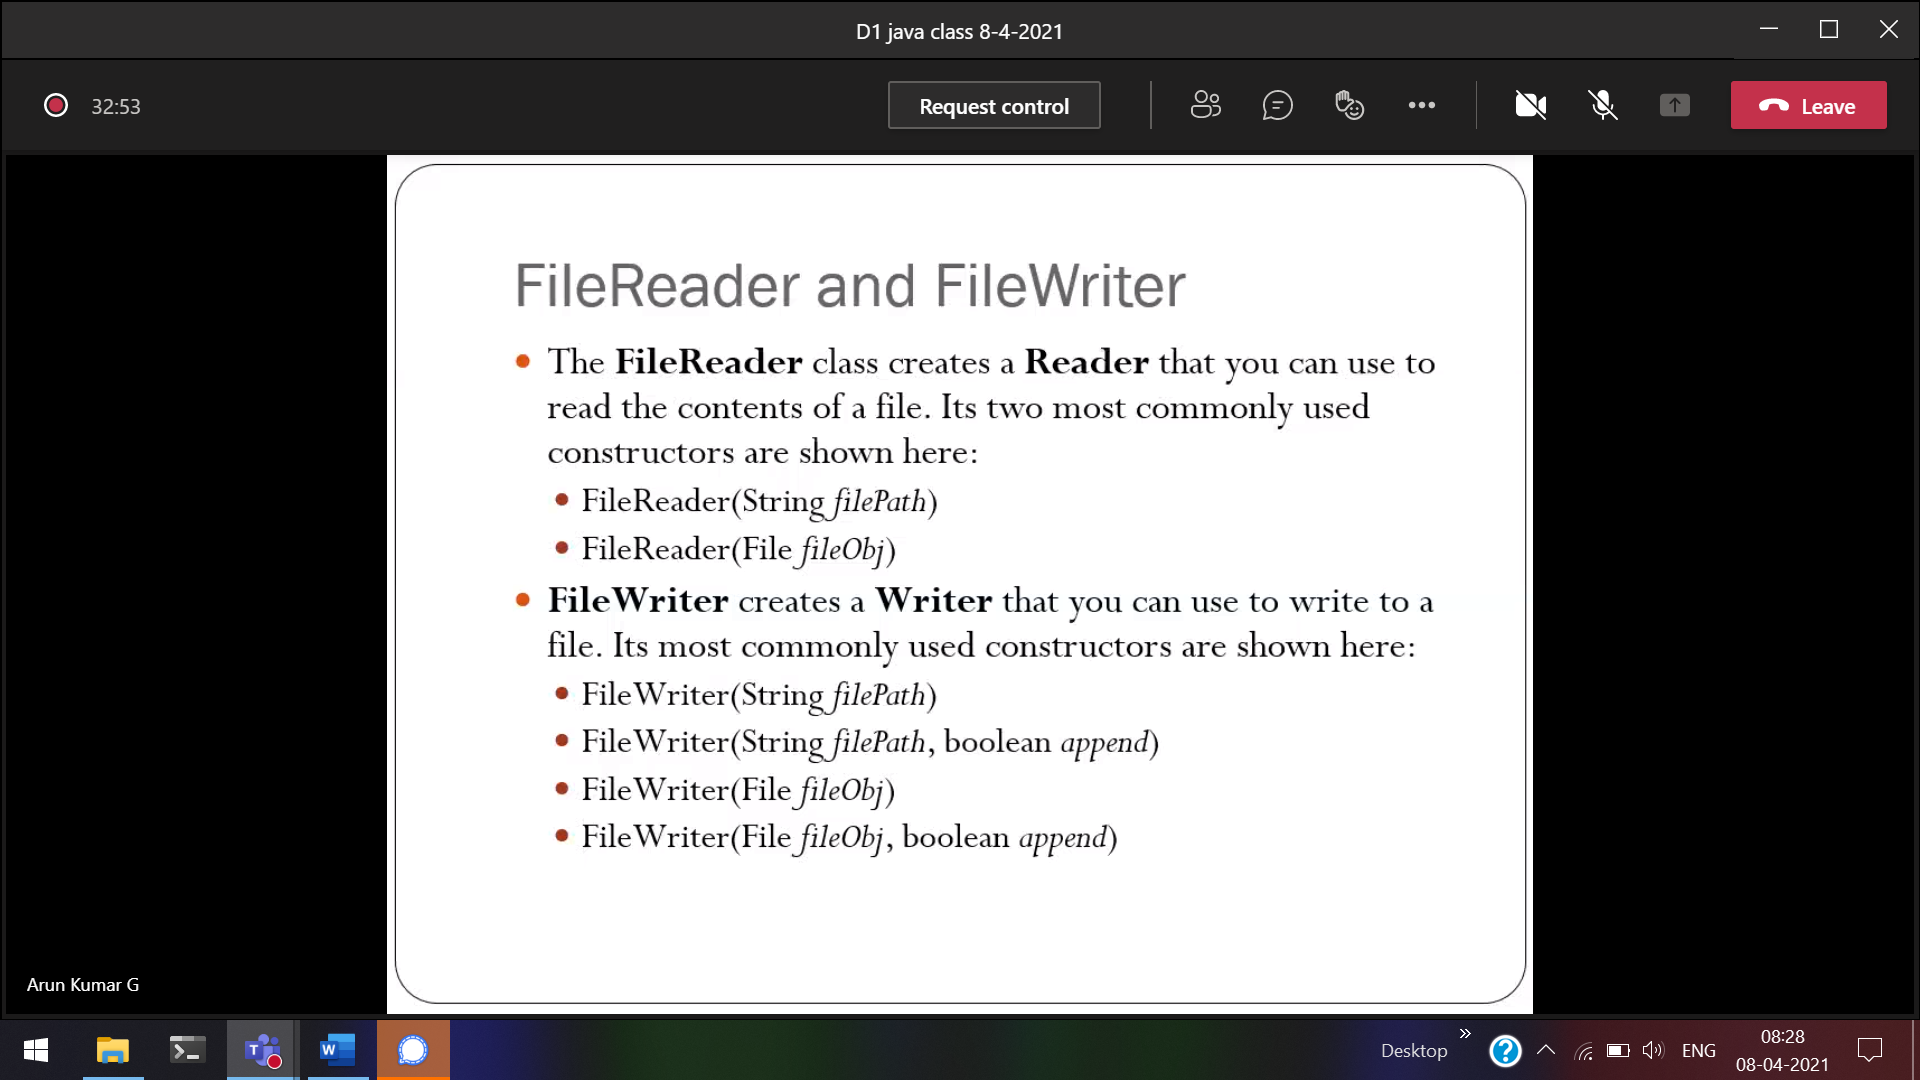 D1 java class 8-4-2021
32:53
Request control
Leave
FileReader and FileWriter
The FileReader class creates a Reader that you can use to
read the contents of a file. Its two most commonly used
constructors are shown here:
FileReader(String filePath)
FileReader(File fileObj)
FileWriter creates a Writer that you can use to write to a
file. Its most commonly used constructors are shown here:
FileWriter(String filePath)
FileWriter(String filePath, boolean append)
FileWriter(File fileObj)
FileWriter(File fileObj, boolean append)
Arun Kumar G
Desktop
ENG
08:28
08-04-2021